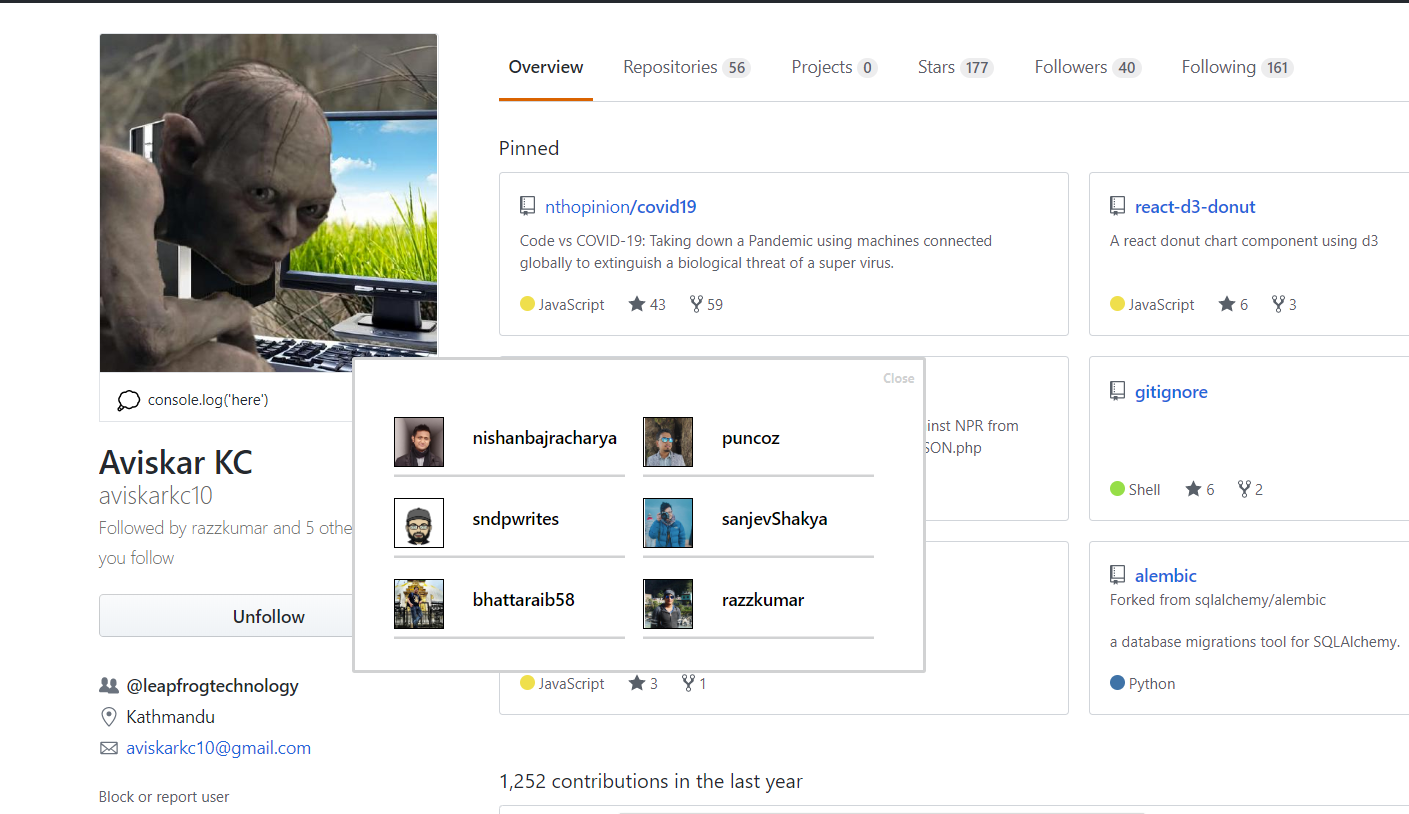 Overview
Repositories 56
Projects 0
Stars 177
Followers 40
Following 161
Pinned
nthopinion/covid19
Code vs COVID-19: Taking down a Pandemic using machines connected
globally to extinguish a biological threat of a super virus.
JavaScript 43 59
react-d3-donut
A react donut chart component using d3
JavaScript 6 3
console.log('here')
Aviskar KC
aviskarkc10
Followed by razzkumar and 5 othe
you follow
Unfollow
@leapfrogtechnology
Kathmandu
aviskarkc10@gmail.com
Block or report user
Close
nishanbajracharya
puncoz
sndpwrites
sanjevShakya
bhattaraib58
razzkumar
inst NPR from
SON.php
gitignore
Shell 6 2
JavaScript 3 1
alembic
Forked from sqlalchemy/alembic
a database migrations tool for SQLAlchemy.
Python
1,252 contributions in the last year